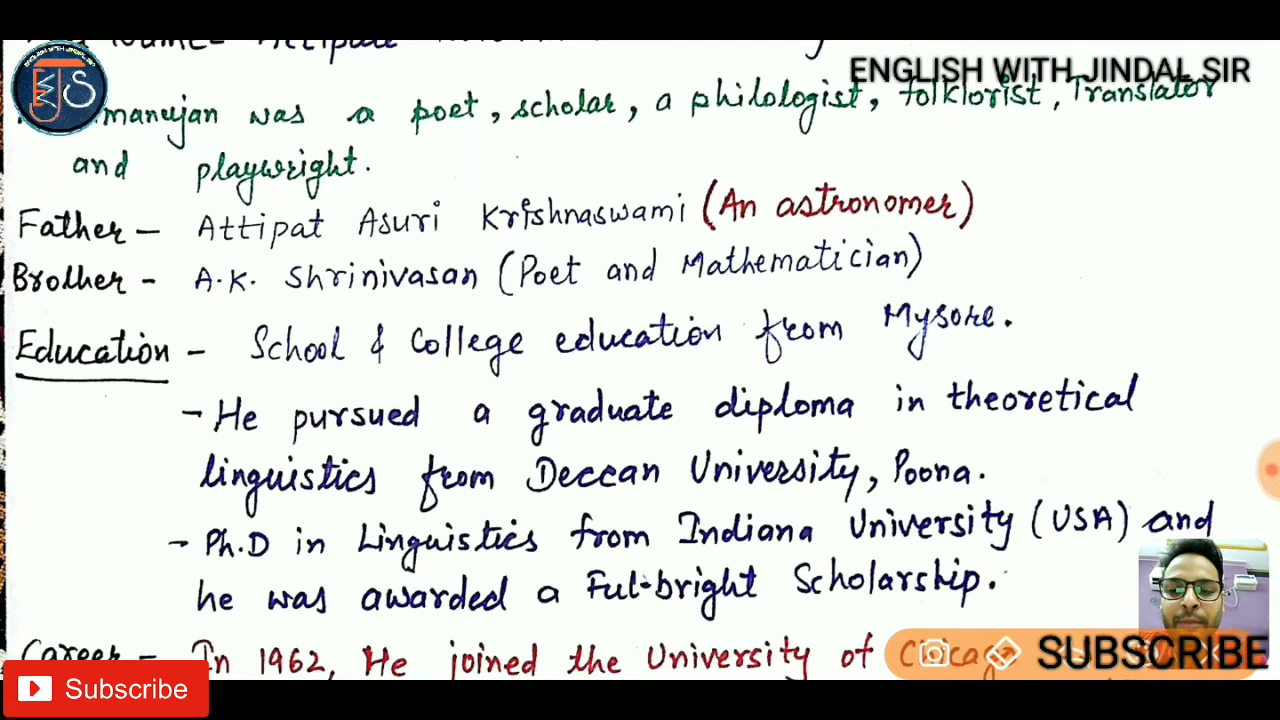 Attipat
ENGLISH WITH JINDAL SIR
manujan was a poet, scholar, a philologist, folklorist, Translator
and playwright.
Father – Attipat Asuri Krishnaswami (An astronomer)
Brother - A.K. Shrinivasan (Poet and Mathematician)
Education – School & College education from Mysore.
- He pursued a graduate diploma in theoretical
linguistics from Deccan University, Poona.
- Ph.D in Linguistics from Indiana University (USA) and
he was awarded a Ful-bright Scholarship.
Career – In 1962, He joined the University of Chicago
SUBSCRIBE
Subscribe